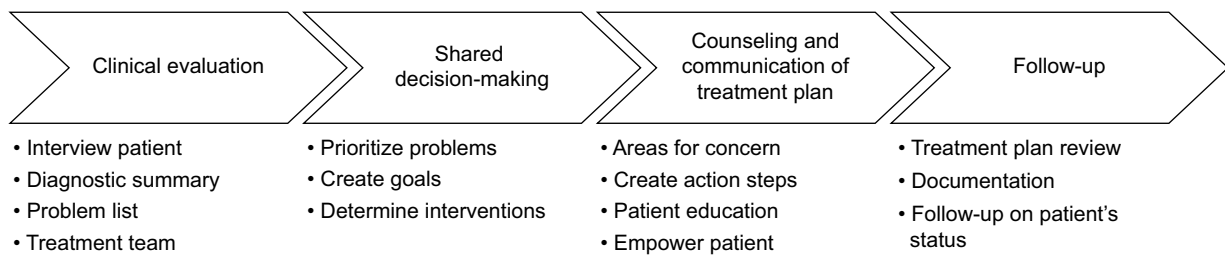 Clinical evaluation
Shared
decision-making
Counseling and
communication of
treatment plan
Follow-up
• Interview patient
• Diagnostic summary
• Problem list
• Treatment team
• Prioritize problems
• Create goals
• Determine interventions
• Areas for concern
• Create action steps
• Patient education
• Empower patient
• Treatment plan review
• Documentation
• Follow-up on patient’s
status